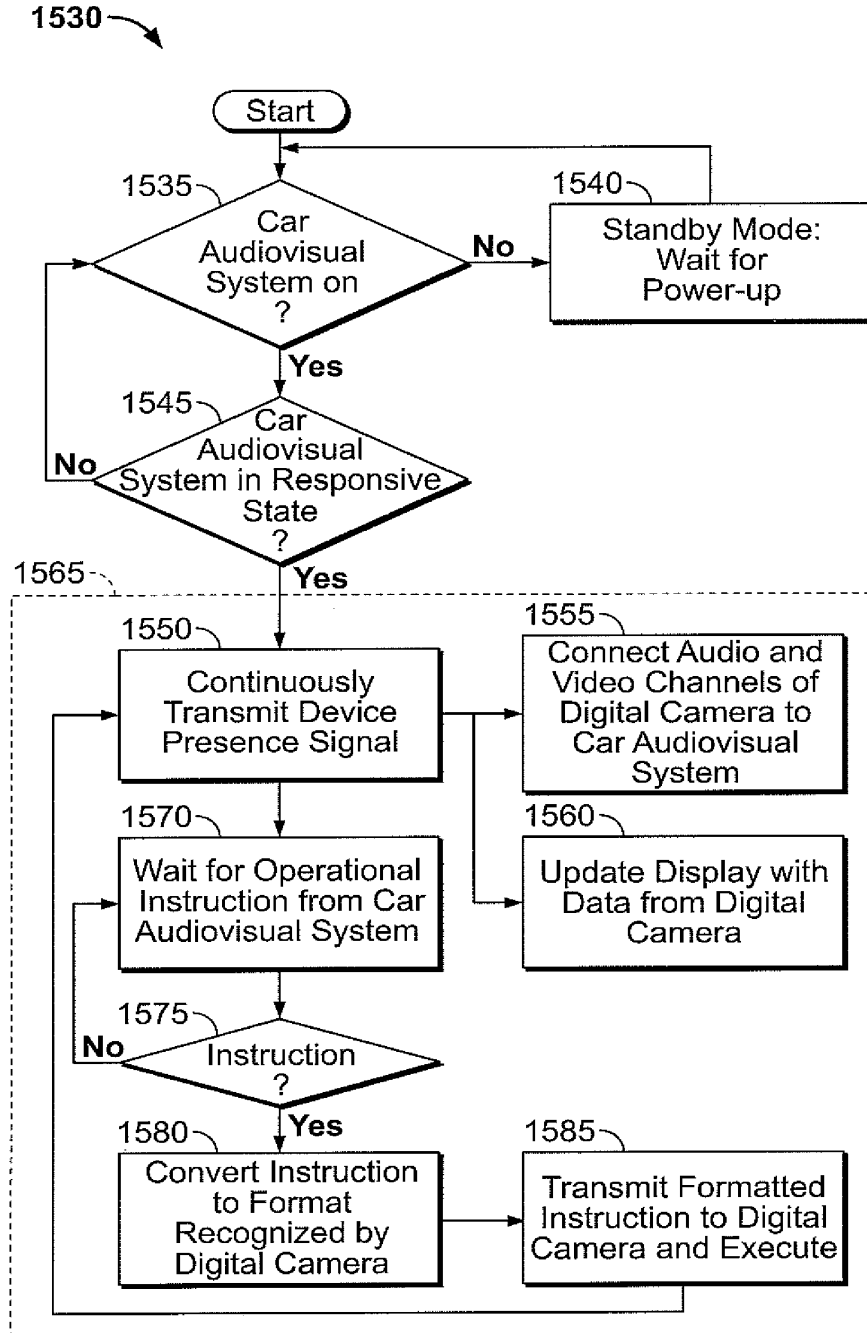 1530
Start
1535
Car
Audiovisual
System on
?
No
1540
Standby Mode:
Wait for
Power-up
Yes
1545
Car
Audiovisual
System in Responsive
State
?
No
Yes
1565
1550
Continuously
Transmit Device
Presence Signal
1555
Connect Audio and
Video Channels of
Digital Camera to
Car Audiovisual
System
1570
Wait for Operational
Instruction from Car
Audiovisual System
1560
Update Display with
Data from Digital
Camera
1575
No
Instruction
?
Yes
1580
Convert Instruction
to Format
Recognized by
Digital Camera
1585
Transmit Formatted
Instruction to Digital
Camera and Execute